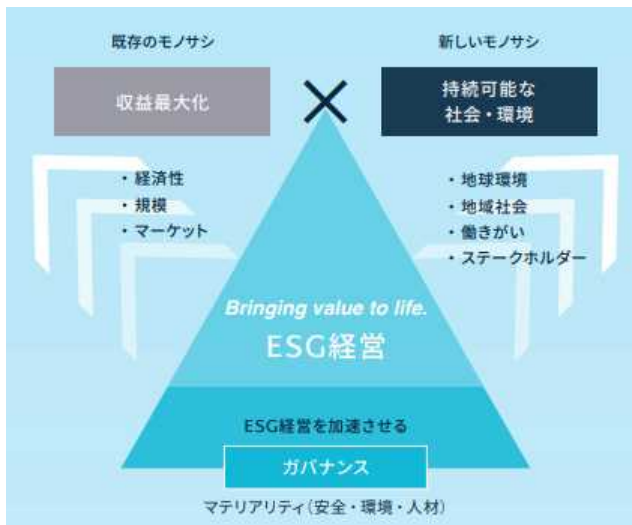 既存のモノサシ
新しいモノサシ
収益最大化
×
持続可能な
社会・環境
・経済性
・規模
・マーケット
・地球環境
・地域社会
・働きがい
・ステークホルダー
Bringing value to life.
ESG経営
ESG経営を加速させる
ガバナンス
マテリアリティ(安全・環境・人材)